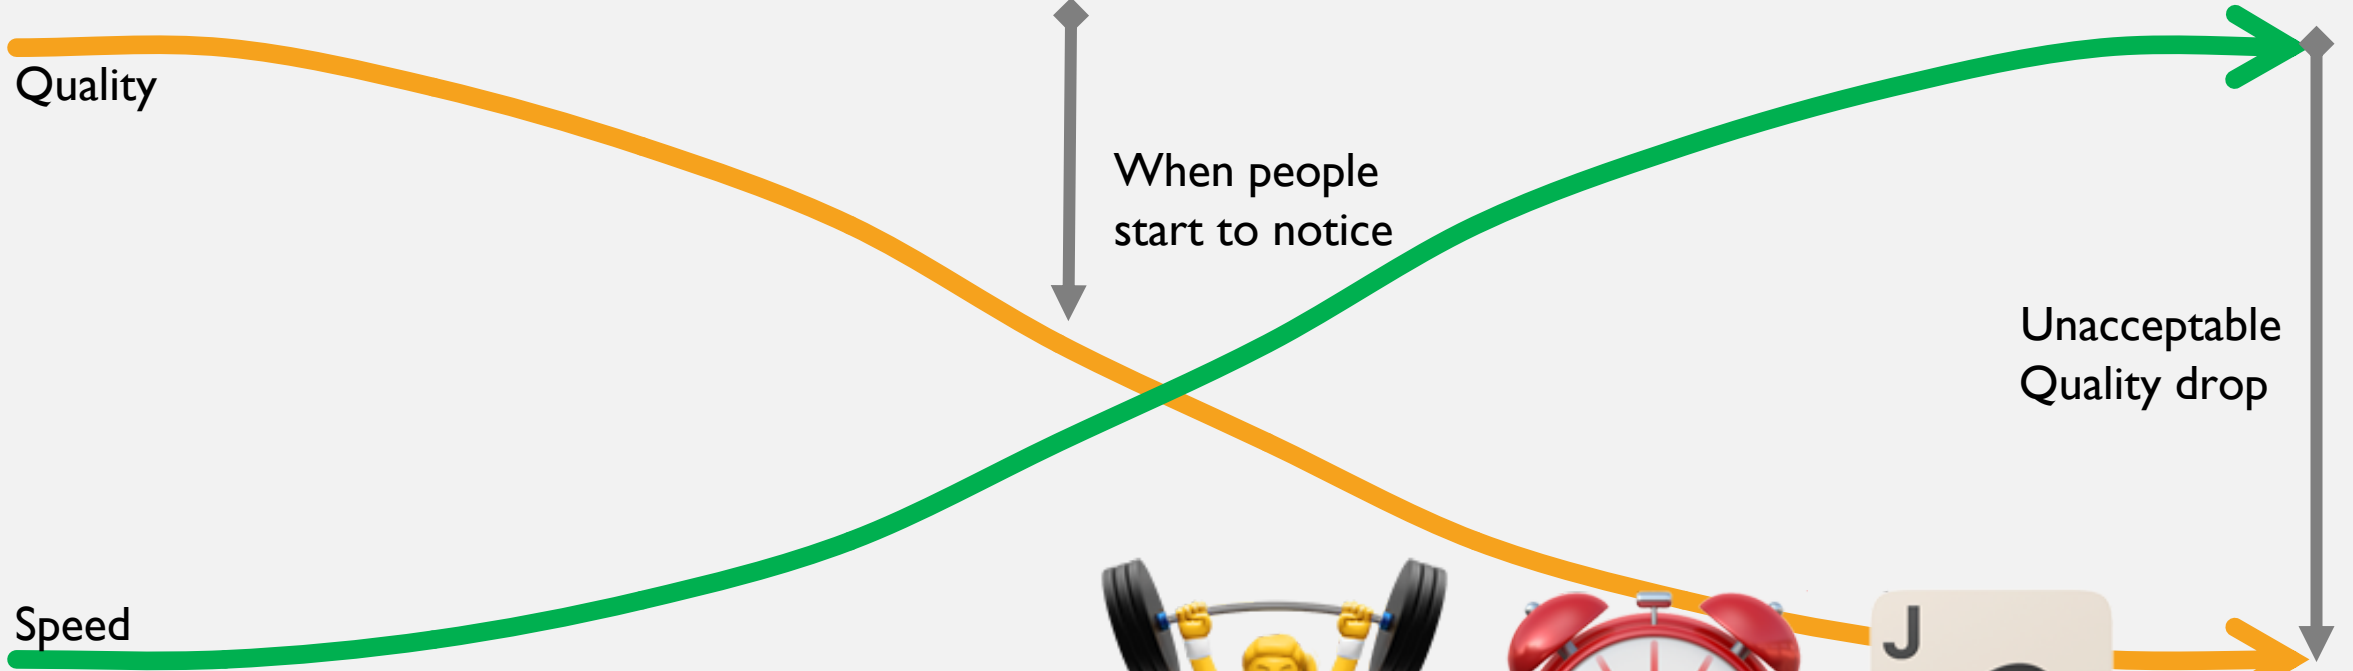 Quality
When people
start to notice
Unacceptable
Quality drop
Speed
J